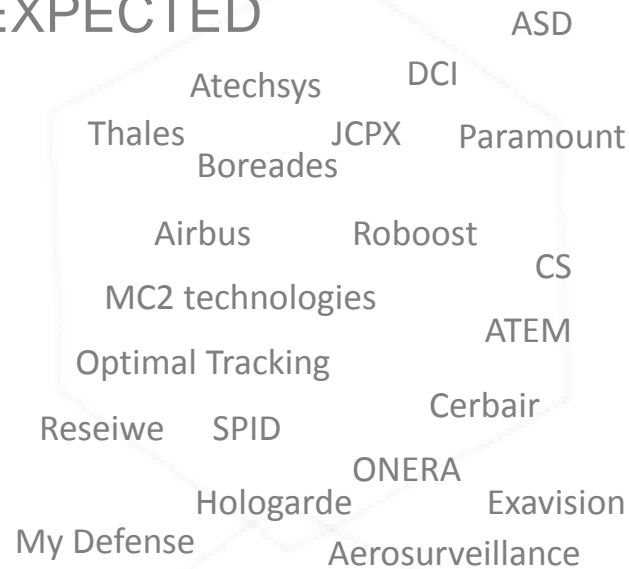 EXPECTED
ASD
Atechsys DCI
Thales JCPX Paramount
Boreades
Airbus Roboost
CS
MC2 technologies
ATEM
Optimal Tracking
Cerbair
Reseiwe SPID
ONERA
Hologarde Exavision
My Defense
Aerosurveillance